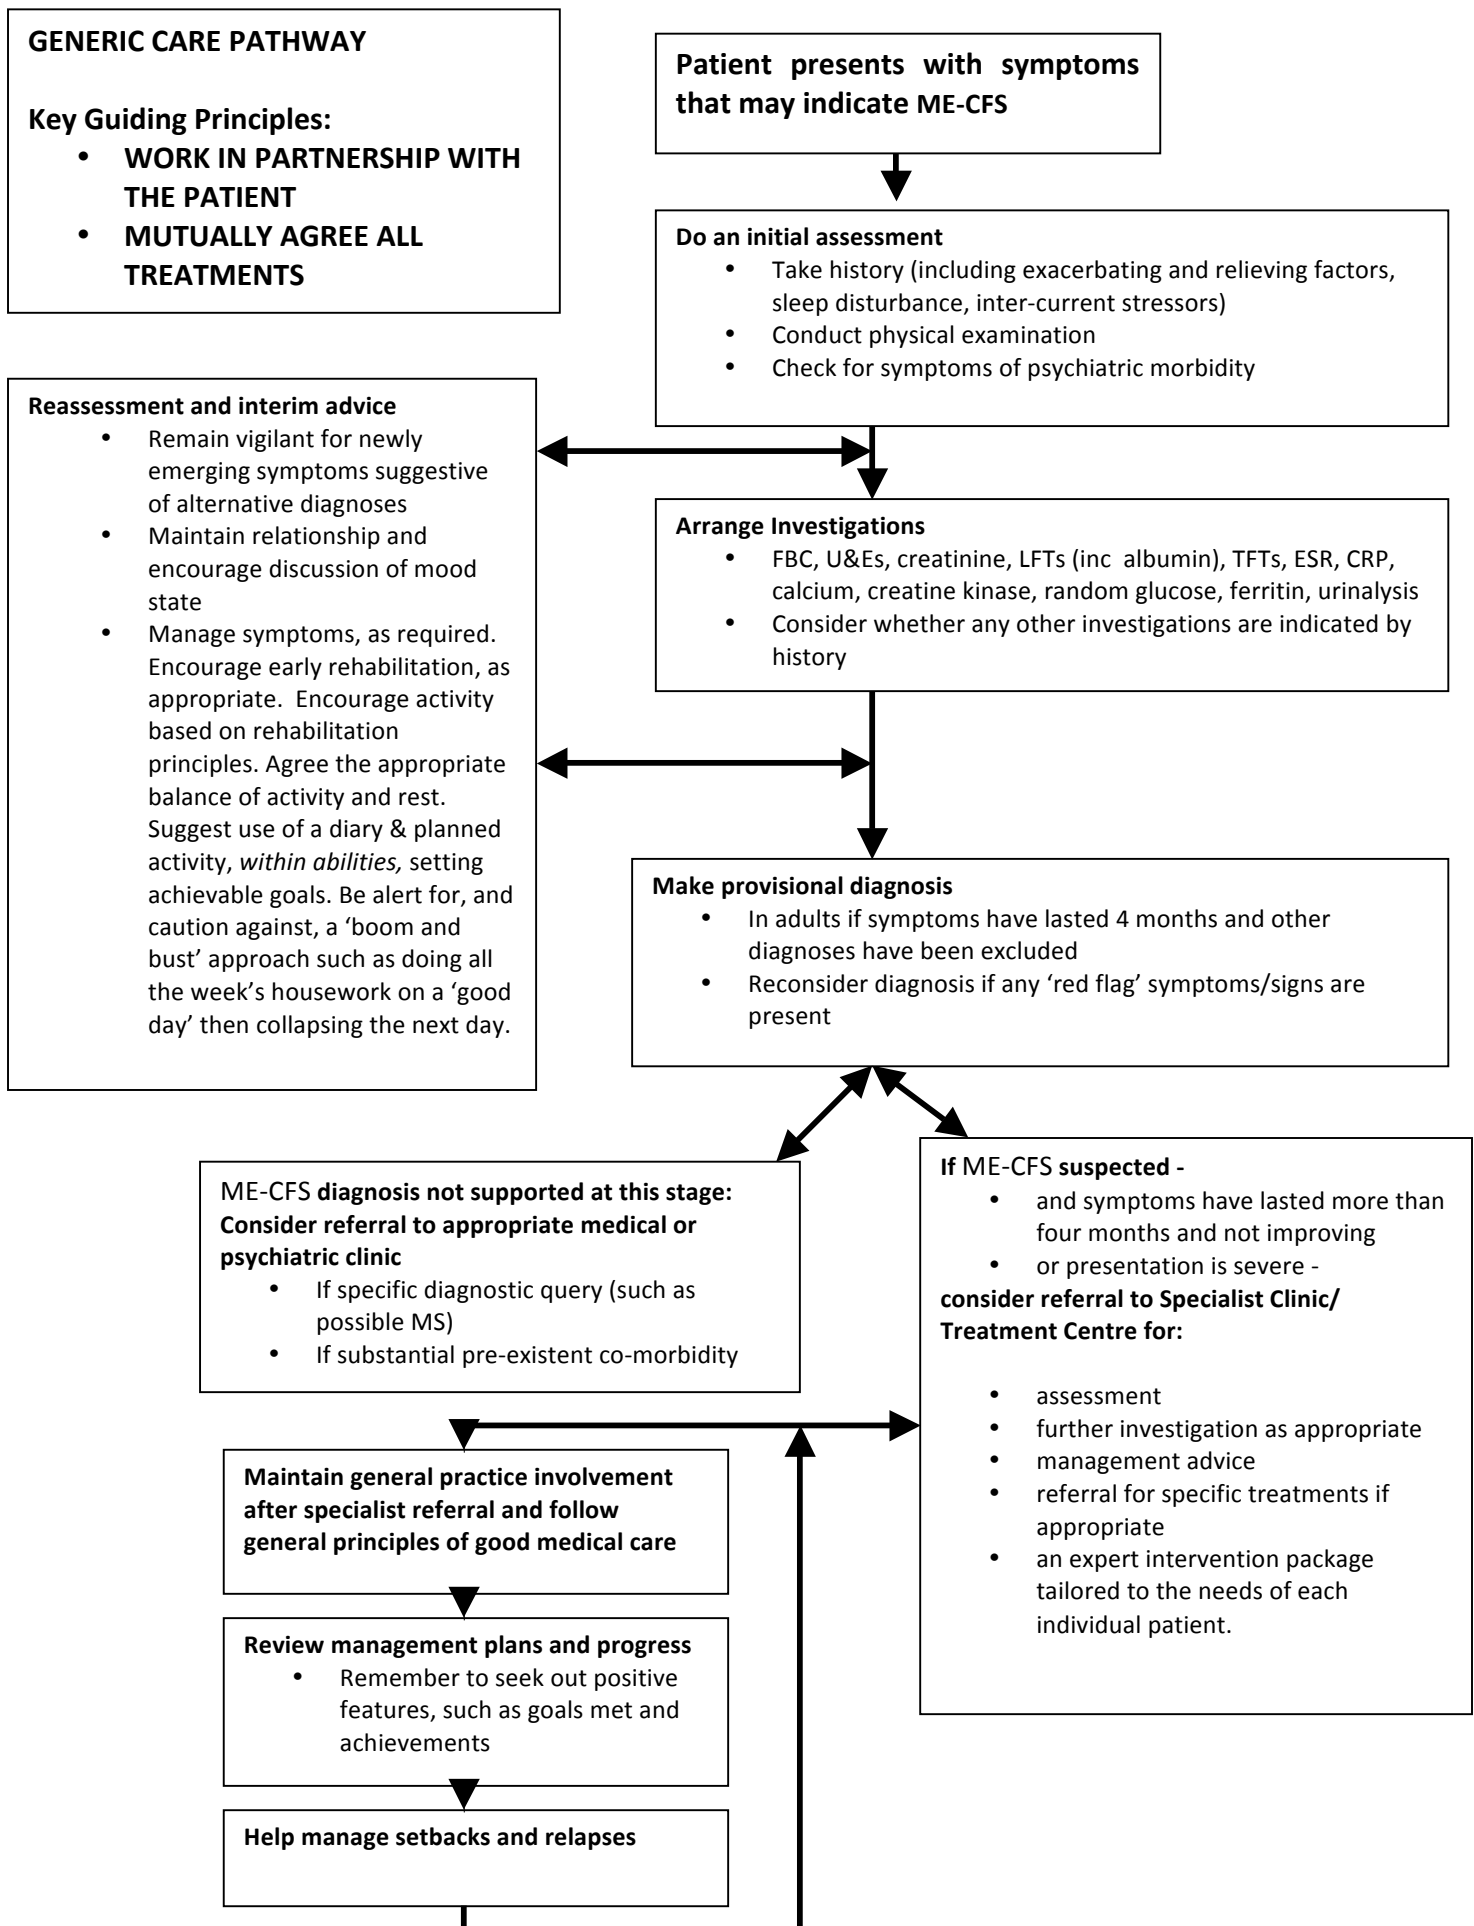 GENERIC CARE PATHWAY
Key Guiding Principles:
• WORK IN PARTNERSHIP WITH
THE PATIENT
• MUTUALLY AGREE ALL
TREATMENTS
Patient presents with symptoms
that may indicate ME-CFS
Do an initial assessment
• Take history (including exacerbating and relieving factors,
sleep disturbance, inter-current stressors)
• Conduct physical examination
• Check for symptoms of psychiatric morbidity
Reassessment and interim advice
• Remain vigilant for newly
emerging symptoms suggestive
of alternative diagnoses
• Maintain relationship and
encourage discussion of mood
state
• Manage symptoms, as required.
Encourage early rehabilitation, as
appropriate.  Encourage activity
based on rehabilitation
principles. Agree the appropriate
balance of activity and rest.
Suggest use of a diary & planned
activity, within abilities, setting
achievable goals. Be alert for, and
caution against, a ‘boom and
bust’ approach such as doing all
the week’s housework on a ‘good
day’ then collapsing the next day.
Arrange Investigations
• FBC, U&Es, creatinine, LFTs (inc  albumin), TFTs, ESR, CRP,
calcium, creatine kinase, random glucose, ferritin, urinalysis
• Consider whether any other investigations are indicated by
history
Make provisional diagnosis
• In adults if symptoms have lasted 4 months and other
diagnoses have been excluded
• Reconsider diagnosis if any ‘red flag’ symptoms/signs are
present
ME-CFS diagnosis not supported at this stage:
Consider referral to appropriate medical or
psychiatric clinic
• If specific diagnostic query (such as
possible MS)
• If substantial pre-existent co-morbidity
If ME-CFS suspected -
• and symptoms have lasted more than
four months and not improving
• or presentation is severe -
consider referral to Specialist Clinic/
Treatment Centre for:
• assessment
• further investigation as appropriate
• management advice
• referral for specific treatments if
appropriate
• an expert intervention package
tailored to the needs of each
individual patient.
Maintain general practice involvement
after specialist referral and follow
general principles of good medical care
Review management plans and progress
• Remember to seek out positive
features, such as goals met and
achievements
Help manage setbacks and relapses